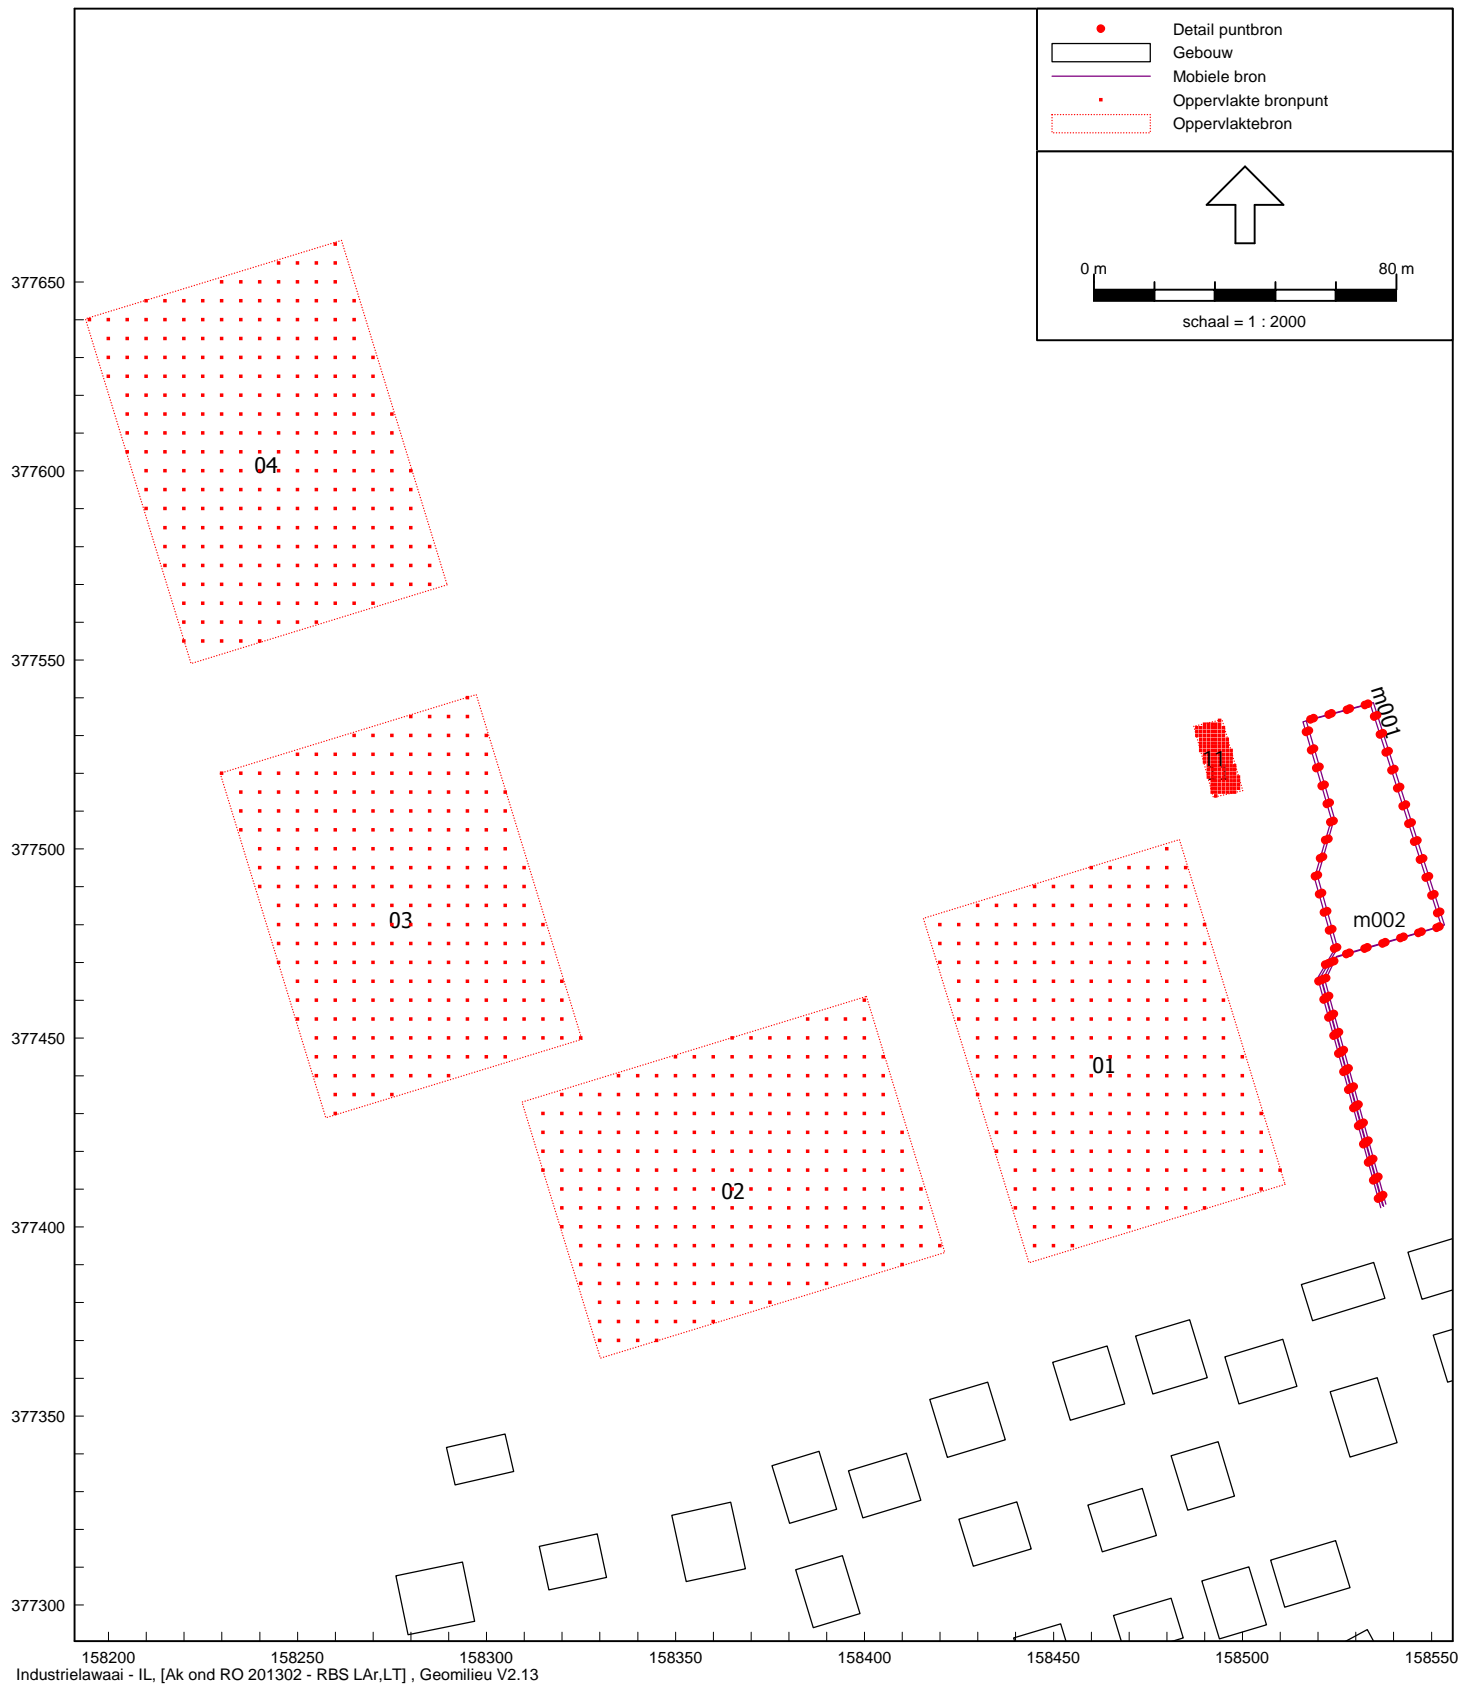 Detail puntbron
Gebouw
Mobiele bron
Oppervlakte bronpunt
Oppervlaktebron
0 m 80 m
schaal = 1 : 2000
377650
377600
377550
377500
377450
377400
377350
377300
04
03
02
01
11
m001
m002
158200 158250 158300 158350 158400 158450 158500 158550
Industrielawaai - IL, [Ak ond RO 201302 - RBS LAr,LT] , Geomilieu V2.13